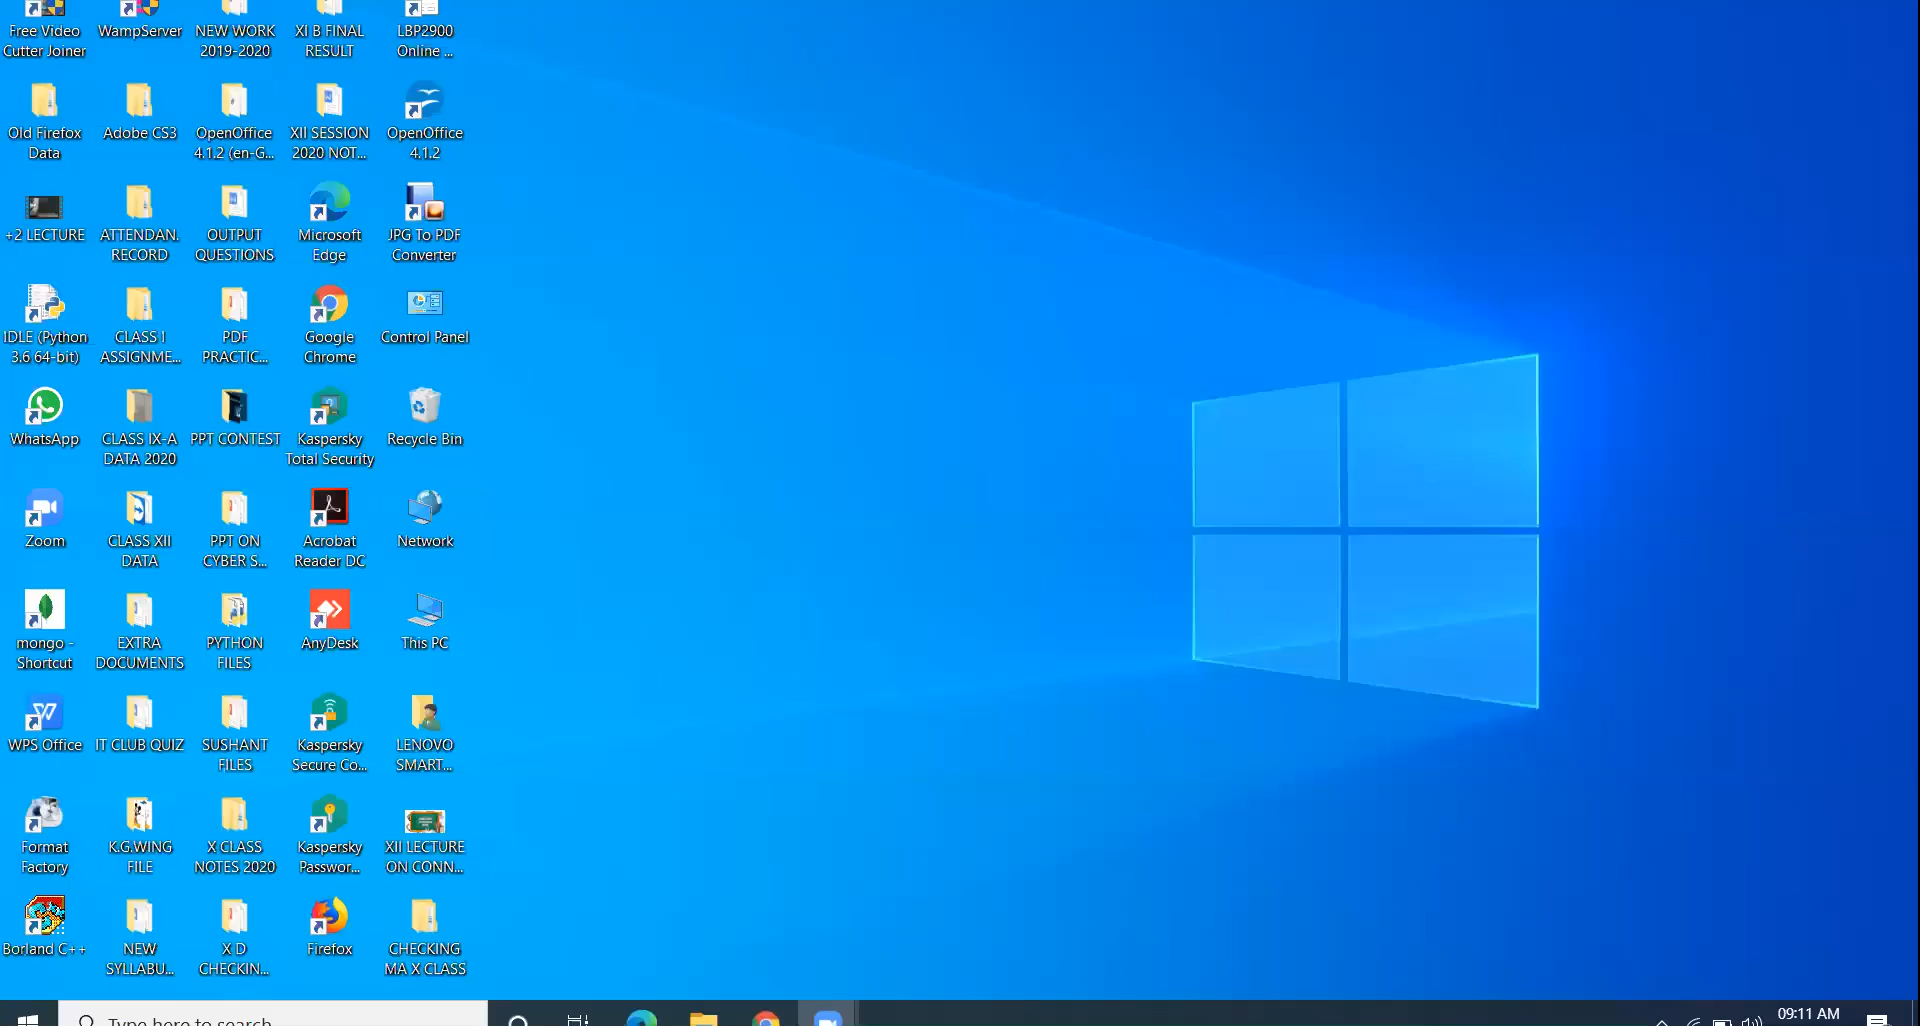 Free Video
Cutter Joiner
WampServer
NEW WORK
2019-2020
XI B FINAL
RESULT
LBP2900
Online ...
Old Firefox
Data
Adobe CS3
OpenOffice
4.1.2 (en-G...
XII SESSION
2020 NOT...
OpenOffice
4.1.2
+2 LECTURE
ATTENDAN.
RECORD
OUTPUT
QUESTIONS
Microsoft
Edge
JPG To PDF
Converter
IDLE (Python
3.6 64-bit)
CLASS I
ASSIGNME...
PDF
PRACTIC...
Google
Chrome
Control Panel
WhatsApp
CLASS IX-A
DATA 2020
PPT CONTEST
Kaspersky
Total Security
Recycle Bin
Zoom
CLASS XII
DATA
PPT ON
CYBER S...
Acrobat
Reader DC
Network
mongo -
Shortcut
EXTRA
DOCUMENTS
PYTHON
FILES
AnyDesk
This PC
WPS Office
IT CLUB QUIZ
SUSHANT
FILES
Kaspersky
Secure Co...
LENOVO
SMART...
Format
Factory
K.G.WING
FILE
X CLASS
NOTES 2020
Kaspersky
Passwor...
XII LECTURE
ON CONN...
Borland C++
NEW
SYLLABU...
X D
CHECKIN...
Firefox
CHECKING
MA X CLASS
Type here to search
09:11 AM